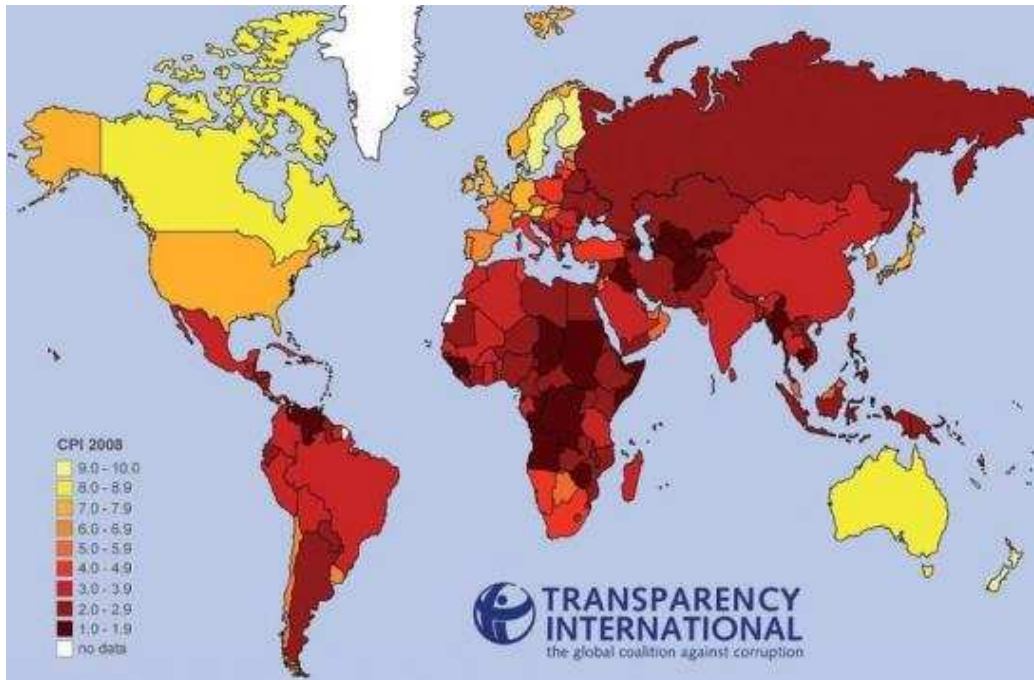 CPI 2008
9.0 - 10.0
8.0 - 8.9
7.0 - 7.9
6.0 - 6.9
5.0 - 5.9
4.0 - 4.9
3.0 - 3.9
2.0 - 2.9
1.0 - 1.9
no data
TRANSPARENCY
INTERNATIONAL
the global coalition against corruption